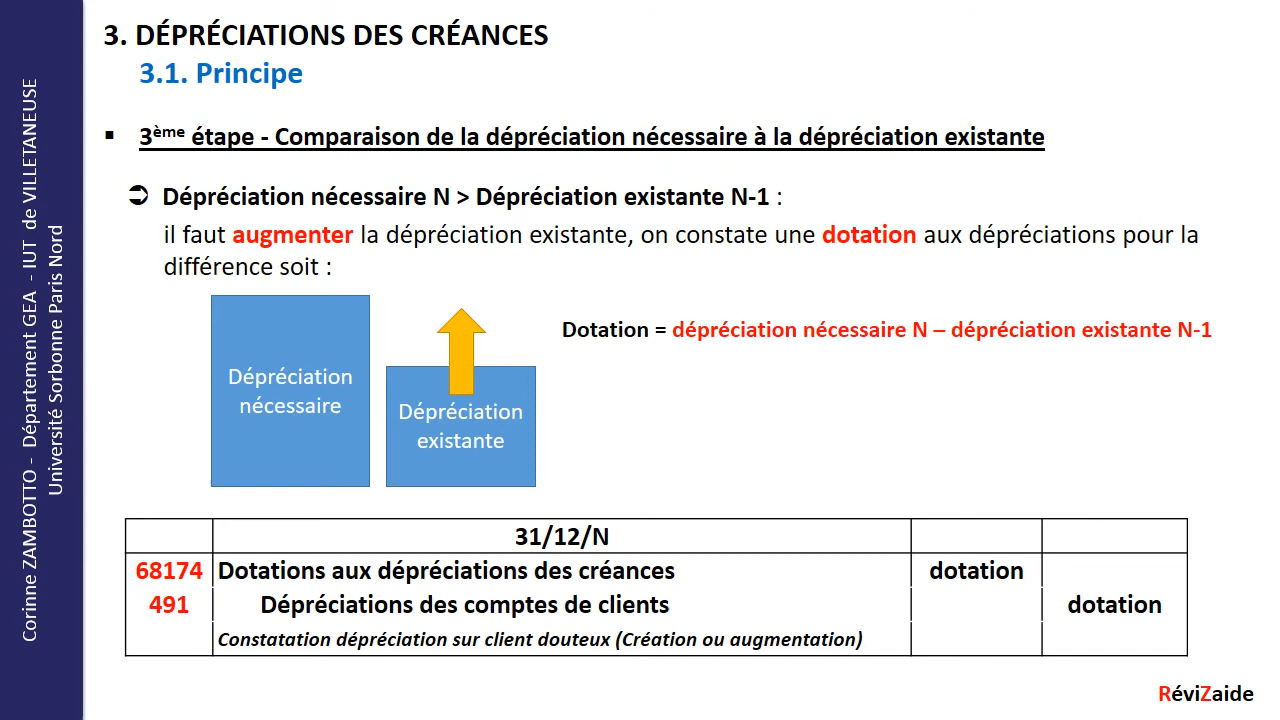 Corinne ZAMBOTTO - Département GEA - IUT de VILLETANEUSE
Université Sorbonne Paris Nord
3. DÉPRÉCIATIONS DES CRÉANCES
3.1. Principe
▪ 3ème étape - Comparaison de la dépréciation nécessaire à la dépréciation existante
➲ Dépréciation nécessaire N > Dépréciation existante N-1 :
il faut augmenter la dépréciation existante, on constate une dotation aux dépréciations pour la
différence soit :
Dotation = dépréciation nécessaire N – dépréciation existante N-1
Dépréciation
nécessaire
Dépréciation
existante
31/12/N
68174 Dotations aux dépréciations des créances dotation
491 Dépréciations des comptes de clients dotation
Constatation dépréciation sur client douteux (Création ou augmentation)
RéviZaide